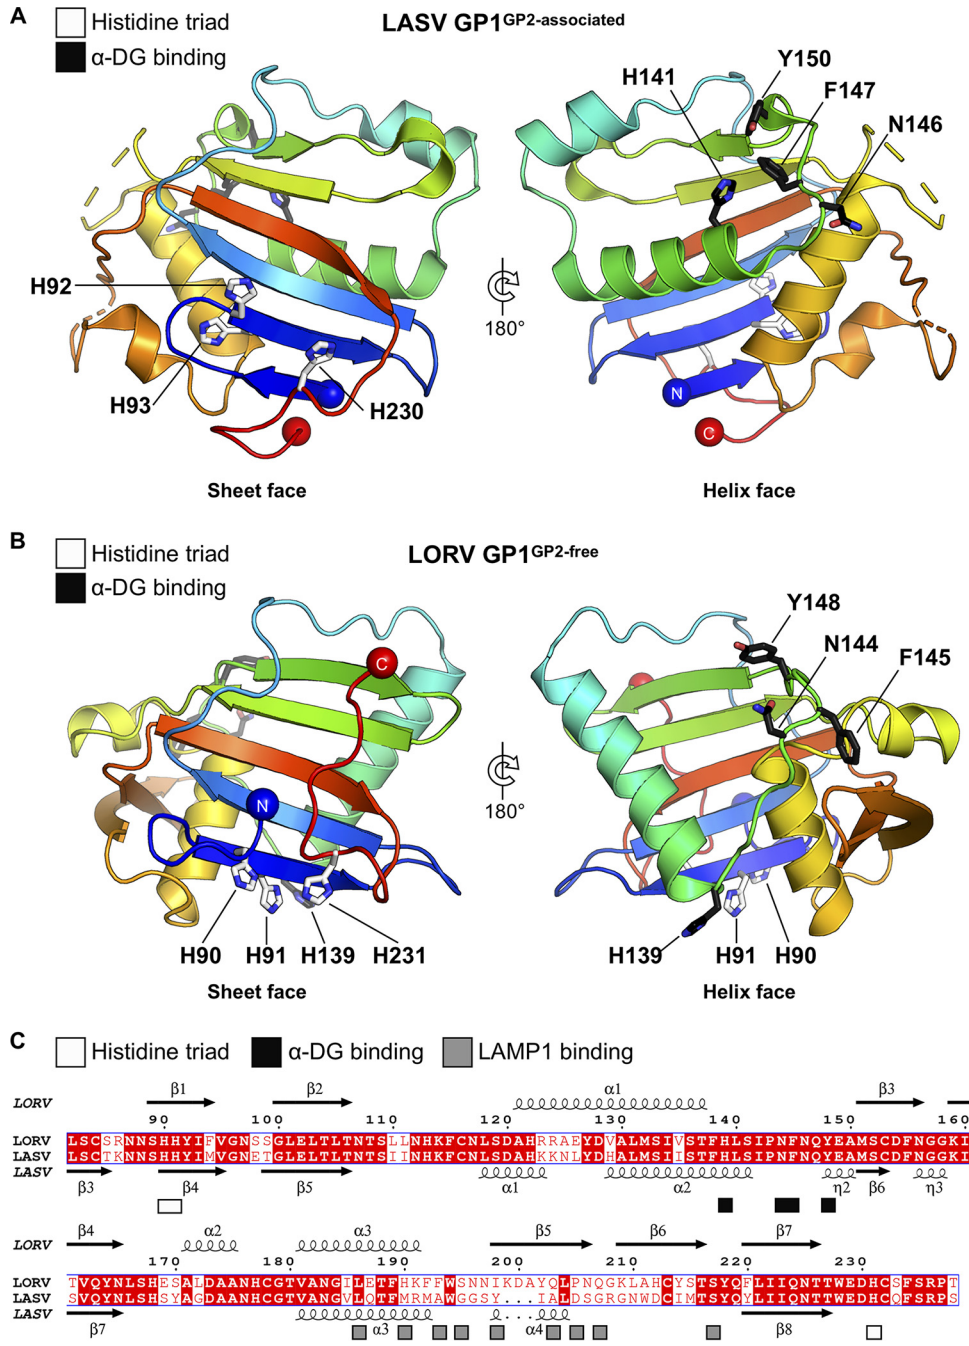 A
Histidine triad
α-DG binding
LASV GP1GP2-associated
H92
H93
H230
180°
H141
Y150
F147
N146
N
C
Sheet face
Helix face
B
Histidine triad
α-DG binding
LORV GP1GP2-free
C
N
180°
Y148
N144
F145
H90
H91
H139
H231
H139
H91
H90
Sheet face
Helix face
C
Histidine triad
α-DG binding
LAMP1 binding
β1 β2 α1 β3
LORV
90 100 110 120 130 140 150 160
LORV LSCSRNNSHHYIFVGNSSGLELTLTNTSLLNHKFCNLSDAHRRAEYDVALMSIVSTFHLSIPNFNQYEAMSCDFNGGKI
LASV LSCTKNNSHHYIMVGNETGLELTLTNTSIINHKFCNLSDAHKKNLYDHALMSIISTFHLSIPNFNQYEAMSCDFNGGKI
LASV
β3 β4 β5 α1 α2 η2 β6 η3
β4 α2 α3 β5 β6 β7
LORV
170 180 190 200 210 220 230
LORV TVQYNLSHESALDAANHCGTVANGILETFHKFFWSNNIKDAYQLPNQGKLAHCYSTSYQFLIIQNTTWEDHCSFSRPT
LASV SVQYNLSHSYAGDAANHCGTVANGVLQTFMRMAWGGSY...IALDSGRGNWDCIMTSYQYLIIQNTTWEDHCQFSRPS
LASV
β7 α3 α4 β8